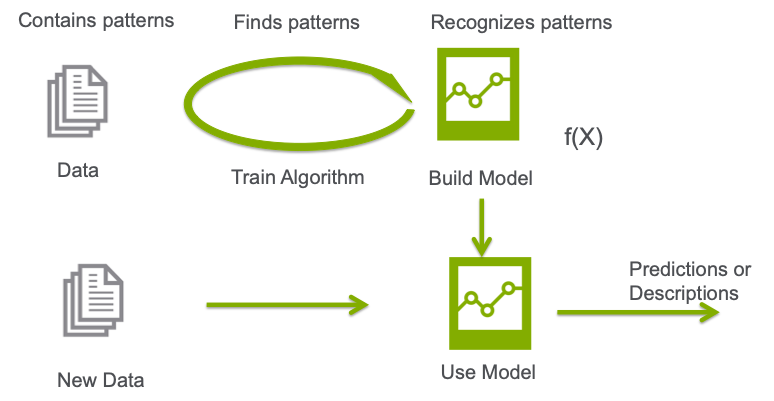 Contains patterns
Finds patterns
Recognizes patterns
f(X)
Data
Train Algorithm
Build Model
Predictions or
Descriptions
New Data
Use Model